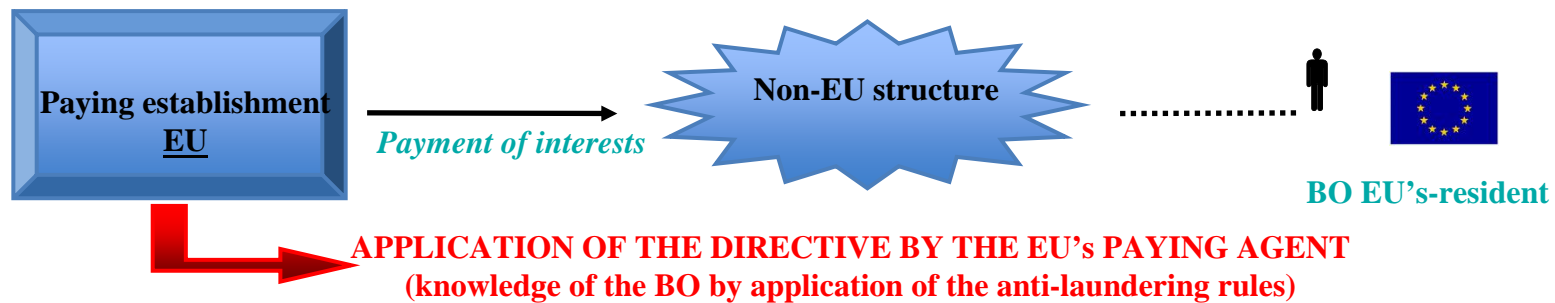 Paying establishment
EU
Payment of interests
Non-EU structure
BO EU's-resident
APPLICATION OF THE DIRECTIVE BY THE EU's PAYING AGENT
(knowledge of the BO by application of the anti-laundering rules)